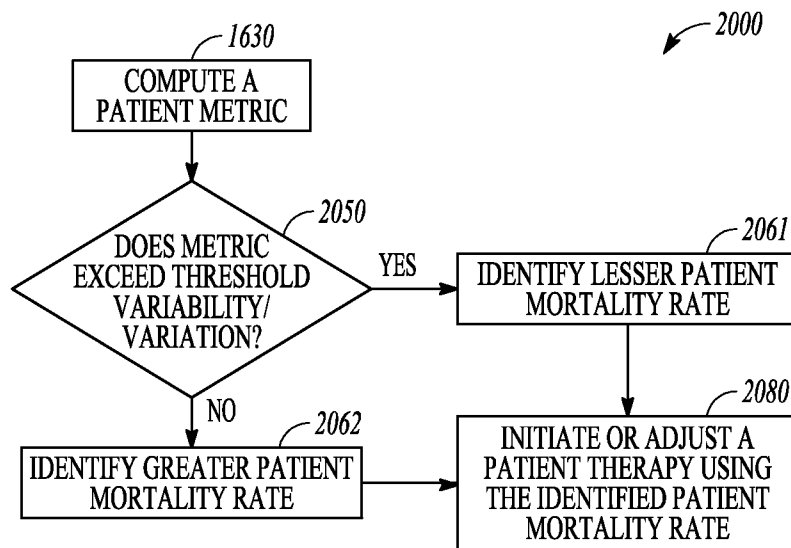 1630
2000
COMPUTE A
PATIENT METRIC
2050
DOES METRIC
EXCEED THRESHOLD
VARIABILITY/
VARIATION?
YES
2061
IDENTIFY LESSER PATIENT
MORTALITY RATE
NO
2062
IDENTIFY GREATER PATIENT
MORTALITY RATE
2080
INITIATE OR ADJUST A
PATIENT THERAPY USING
THE IDENTIFIED PATIENT
MORTALITY RATE